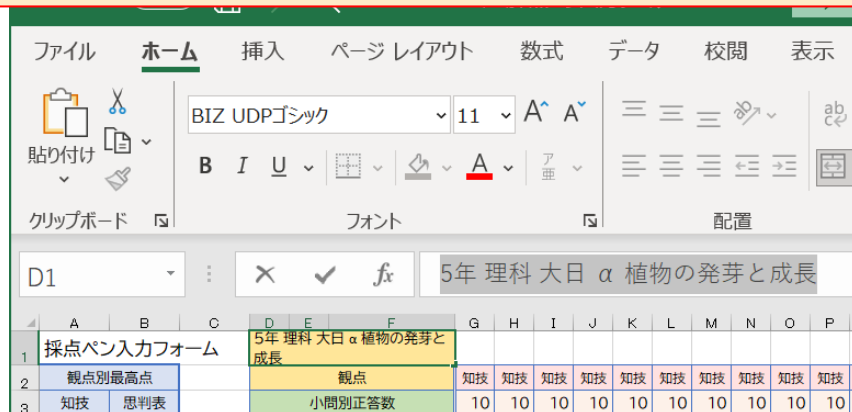 ファイル ホーム 挿入 ページ レイアウト 数式 データ 校閲 表示
BIZ UDPゴシック 11 A A ab
貼り付け B I U A ア亜
クリップボード フォント 配置
D1 fx 5年 理科 大日 α 植物の発芽と成長
A B C D E F G H I J K L M N O P
1 採点ペン入力フォーム 5年 理科 大日 α 植物の発芽と
成長
2 観点別最高点 観点 知技 知技 知技 知技 知技 知技 知技 知技 知技 知技
3 知技 思判表 小問別正答数 10 10 10 10 10 10 10 10 10 10